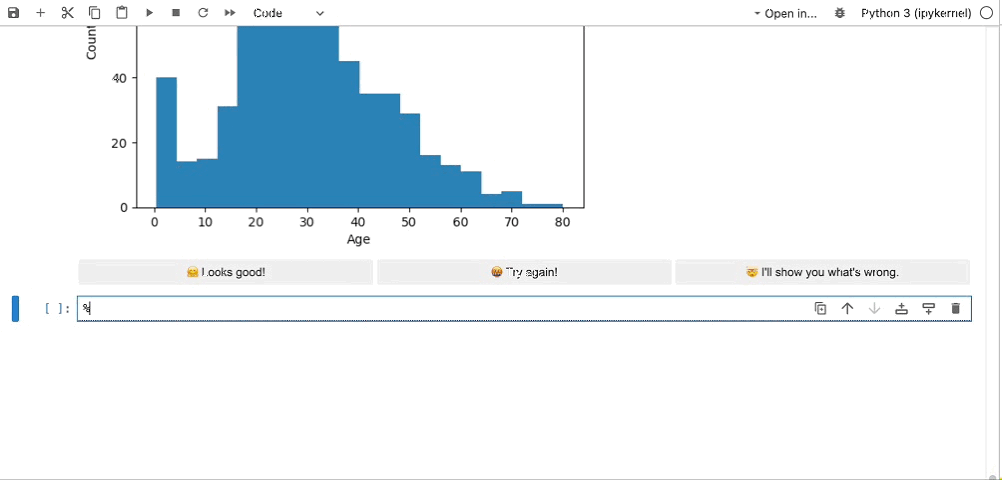 Code
Open in...
Python 3 (ipykernel)
Count
40
20
0
0 10 20 30 40 50 60 70 80
Age
🤗 Looks good!
🤬 Try again!
🤯 I'll show you what's wrong.
[ ]: %